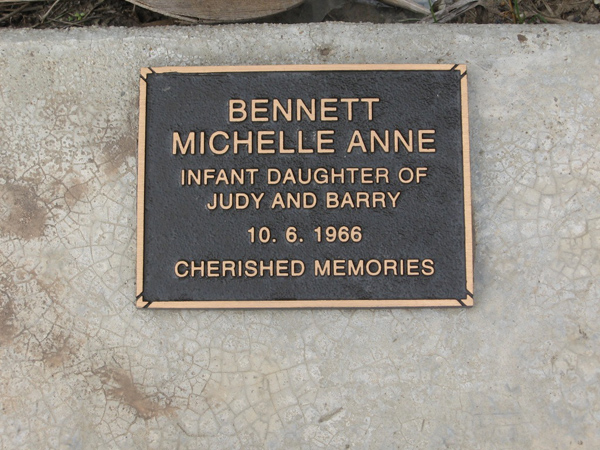 BENNETT
MICHELLE ANNE
INFANT DAUGHTER OF
JUDY AND BARRY
10. 6. 1966
CHERISHED MEMORIES